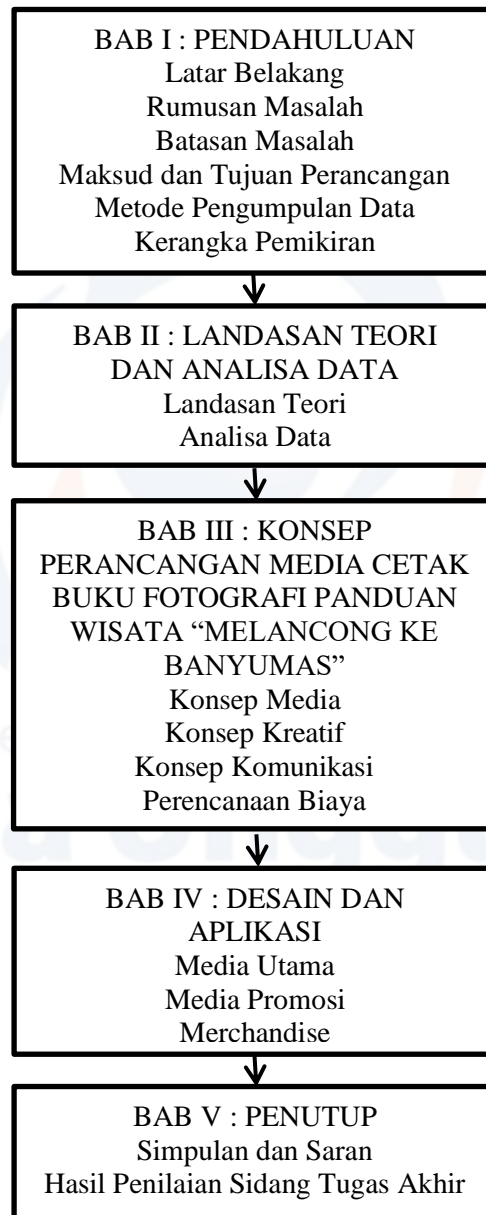 BAB I : PENDAHULUAN
Latar Belakang
Rumusan Masalah
Batasan Masalah
Maksud dan Tujuan Perancangan
Metode Pengumpulan Data
Kerangka Pemikiran
BAB II : LANDASAN TEORI
DAN ANALISA DATA
Landasan Teori
Analisa Data
BAB III : KONSEP
PERANCANGAN MEDIA CETAK
BUKU FOTOGRAFI PANDUAN
WISATA “MELANCONG KE
BANYUMAS”
Konsep Media
Konsep Kreatif
Konsep Komunikasi
Perencanaan Biaya
BAB IV : DESAIN DAN
APLIKASI
Media Utama
Media Promosi
Merchandise
BAB V : PENUTUP
Simpulan dan Saran
Hasil Penilaian Sidang Tugas Akhir